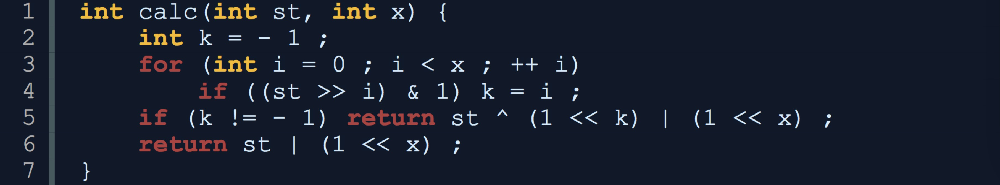 1 int calc(int st, int x) {
2 int k = - 1 ;
3 for (int i = 0 ; i < x ; ++ i)
4 if ((st >> i) & 1) k = i ;
5 if (k != - 1) return st ^ (1 << k) | (1 << x) ;
6 return st | (1 << x) ;
7 }